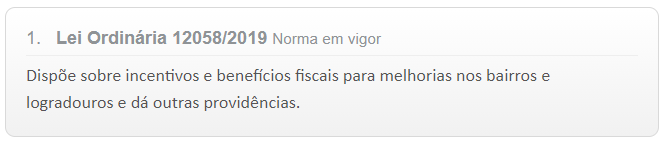 1. Lei Ordinária 12058/2019 Norma em vigor
Dispõe sobre incentivos e benefícios fiscais para melhorias nos bairros e
logradouros e dá outras providências.